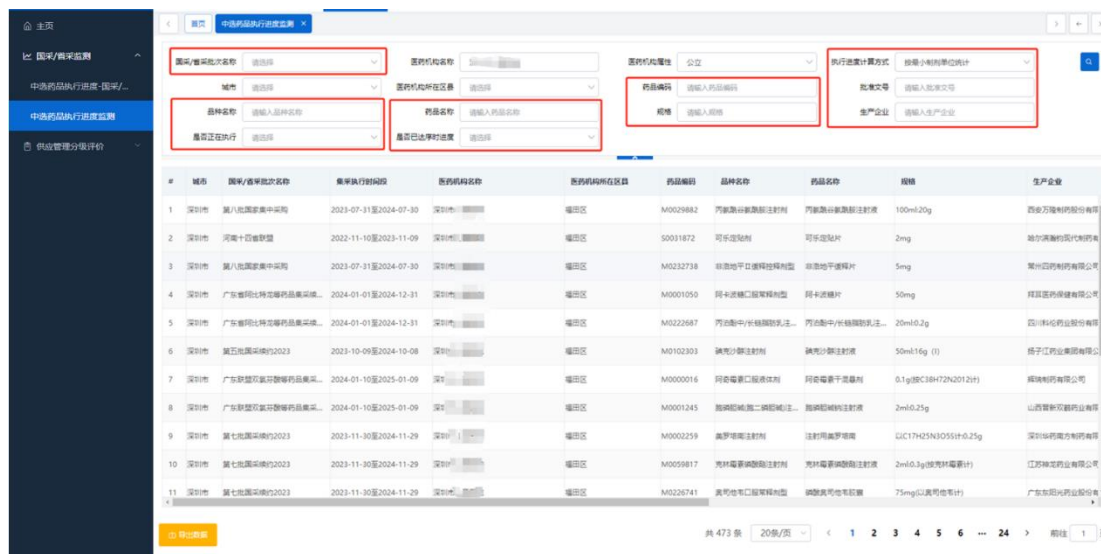 主页
首页 中选药品执行进度监测 ×
国采/省采监测
中选药品执行进度-国采/...
中选药品执行进度监测
供应管理分级评价
国采/省采批次名称 请选择 医药机构名称 医药机构属性 公立 执行进度计算方式 按最小制剂单位统计
城市 请选择 医药机构所在区县 请选择 药品编码 请输入药品编码 批准文号 请输入批准文号
品种名称 请输入品种名称 药品名称 请输入药品名称 规格 请输入规格 生产企业 请输入生产企业
是否正在执行 请选择 是否已达序时进度 请选择
# 城市 国采/省采批次名称 集采执行时间段 医药机构名称 医药机构所在区县 药品编码 品种名称 药品名称 规格 生产企业
1 深圳市 第八批国家集中采购 2023-07-31至2024-07-30 深圳市 福田区 M0029882 丙氨酰谷氨酰胺注射剂 丙氨酰谷氨酰胺注射液 100ml:20g 西安万隆制药股份有限
2 深圳市 河南十四省联盟 2022-11-10至2023-11-09 深圳市 福田区 S0031872 可乐定贴剂 可乐定贴片 2mg
3 深圳市 第八批国家集中采购 2023-07-31至2024-07-30 深圳市 福田区 M0232738 非洛地平缓释片 5mg 常州四药制药有限公司
4 深圳市 广东省阿比特龙等药品集采续... 2024-01-01至2024-12-31 深圳市 福田区 M0001050 阿卡波糖口服常释剂型 阿卡波糖片 50mg 拜耳医药保健有限公司
5 深圳市 广东省阿比特龙等药品集采续... 2024-01-01至2024-12-31 深圳 福田区 M0222687 丙泊酚中/长链脂肪乳注... 丙泊酚中/长链脂肪乳注... 20ml:0.2g 四川科伦药业股份有限
6 深圳市 第五批国采续约2023 2023-10-09至2024-10-08 深圳 福田区 M0102303 碘克沙醇注射剂 碘克沙醇注射液 50ml:16g (I) 扬子江药业集团有限公
7 深圳市 广东联盟双氯芬酸等药品集采... 2024-01-10至2025-01-09 福田区 M0000016 阿奇霉素口服液体剂 阿奇霉素干混悬剂 0.1g(按C38H72N2O12计) 辉瑞制药有限公司
8 深圳市 广东联盟双氯芬酸等药品集采... 2024-01-10至2025-01-09 福田区 M0001245 胞磷胆碱钠注射液 2ml:0.25g 山西晋新双鹤药业有限
9 深圳市 第七批国采续约2023 2023-11-30至2024-11-29 深圳 福田区 M0002259 美罗培南注射剂 注射用美罗培南 以C17H25N3O5S计0.25g 深圳华药南方制药有限
10 深圳市 第七批国采续约2023 2023-11-30至2024-11-29 深圳 福田区 M0059817 克林霉素磷酸酯注射剂 克林霉素磷酸酯注射液 2ml:0.3g(按克林霉素计) 江苏神龙药业有限公司
11 深圳市 第七批国采续约2023 2023-11-30至2024-11-29 深圳市 福田区 M0226741 奥司他韦口服常释剂型 磷酸奥司他韦胶囊 75mg(以奥司他韦计) 广东东阳光药业股份有
导出数据 共 473 条 20条/页 1 2 3 4 5 6 ... 24 前往 1